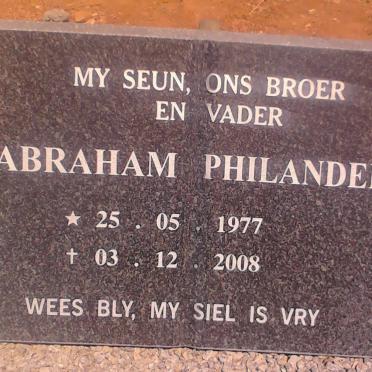 MY SEUN, ONS BROER
EN VADER
ABRAHAM PHILANDER
★ 25 . 05 . 1977
† 03 . 12 . 2008
WEES BLY, MY SIEL IS VRY